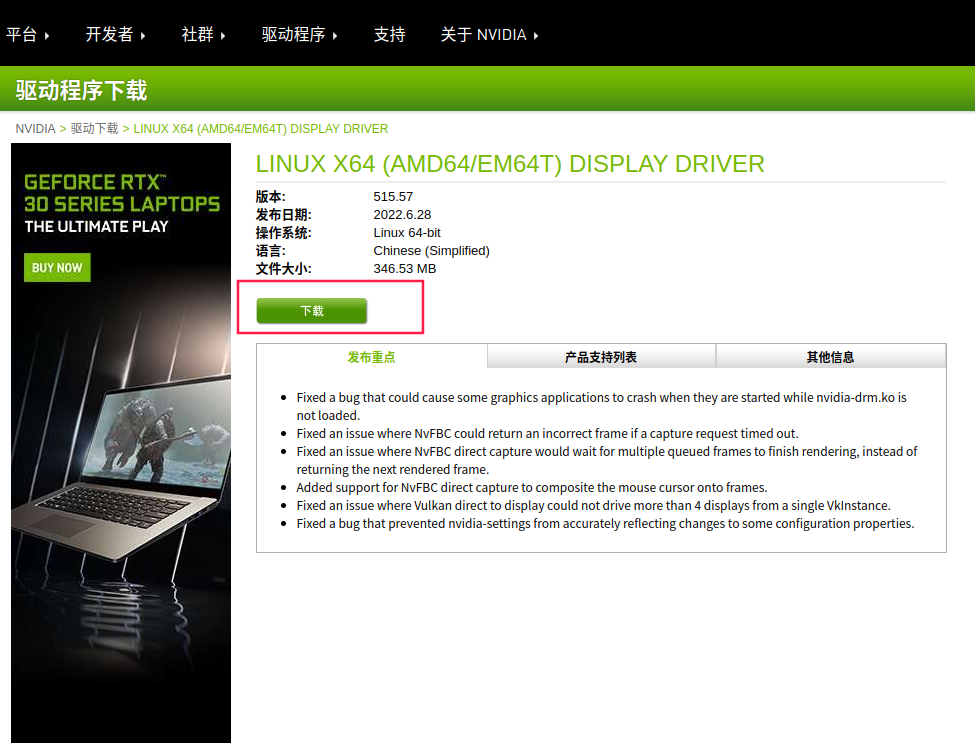 平台 开发者 社群 驱动程序 支持 关于 NVIDIA
驱动程序下载
NVIDIA > 驱动下载 > LINUX X64 (AMD64/EM64T) DISPLAY DRIVER
GEFORCE RTX™
30 SERIES LAPTOPS
THE ULTIMATE PLAY
BUY NOW
LINUX X64 (AMD64/EM64T) DISPLAY DRIVER
版本: 515.57
发布日期: 2022.6.28
操作系统: Linux 64-bit
语言: Chinese (Simplified)
文件大小: 346.53 MB
下载
发布重点 产品支持列表 其他信息
Fixed a bug that could cause some graphics applications to crash when they are started while nvidia-drm.ko is
not loaded.
Fixed an issue where NvFBC could return an incorrect frame if a capture request timed out.
Fixed an issue where NvFBC direct capture would wait for multiple queued frames to finish rendering, instead of
returning the next rendered frame.
Added support for NvFBC direct capture to composite the mouse cursor onto frames.
Fixed an issue where Vulkan direct to display could not drive more than 4 displays from a single VkInstance.
Fixed a bug that prevented nvidia-settings from accurately reflecting changes to some configuration properties.